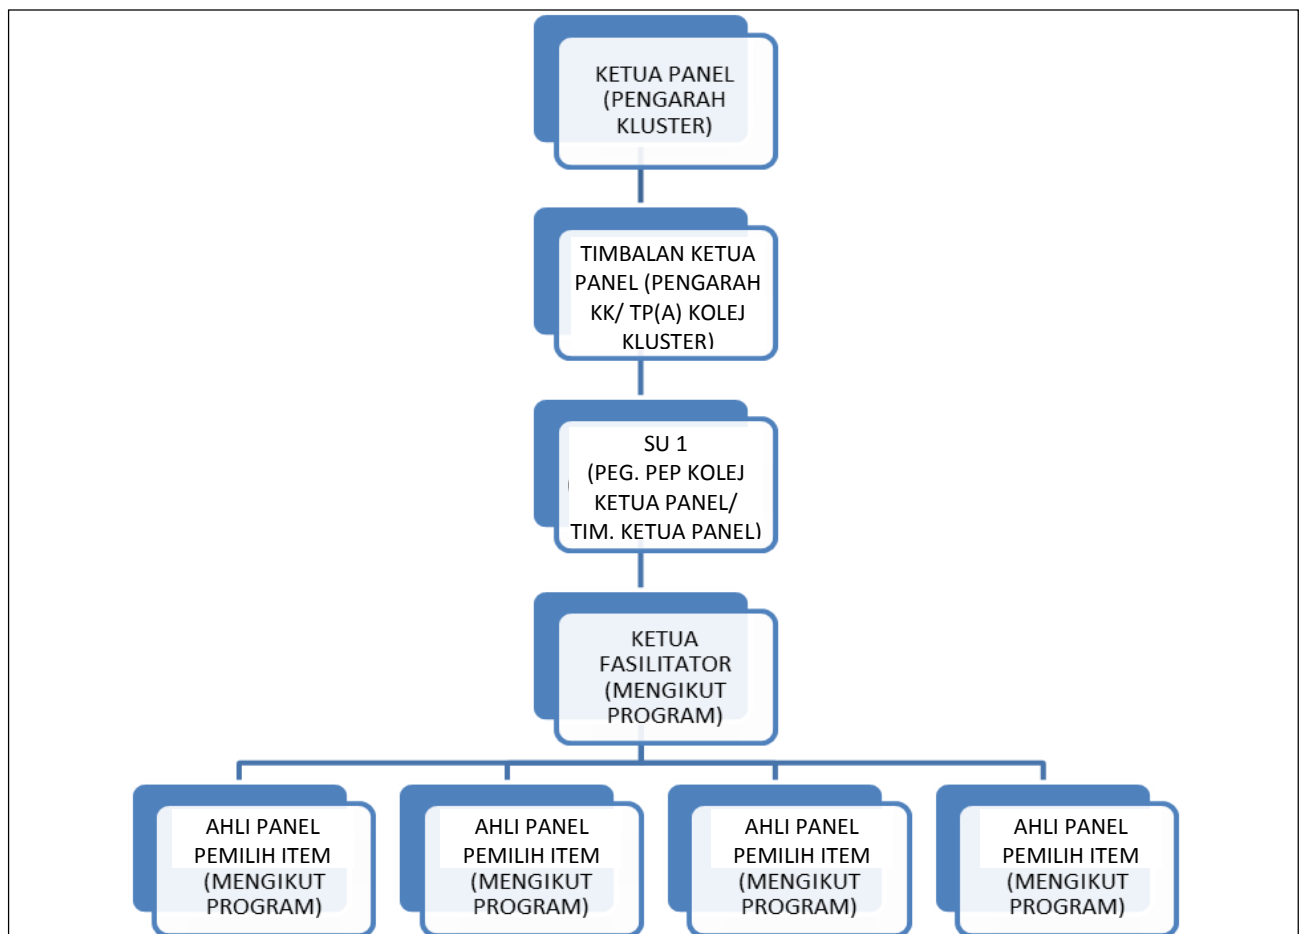 KETUA PANEL
(PENGARAH
KLUSTER)
TIMBALAN KETUA
PANEL (PENGARAH
KK/ TP(A) KOLEJ
KLUSTER)
SU 1
(PEG. PEP KOLEJ
KETUA PANEL/
TIM. KETUA PANEL)
KETUA
FASILITATOR
(MENGIKUT
PROGRAM)
AHLI PANEL
PEMILIH ITEM
(MENGIKUT
PROGRAM)
AHLI PANEL
PEMILIH ITEM
(MENGIKUT
PROGRAM)
AHLI PANEL
PEMILIH ITEM
(MENGIKUT
PROGRAM)
AHLI PANEL
PEMILIH ITEM
(MENGIKUT
PROGRAM)